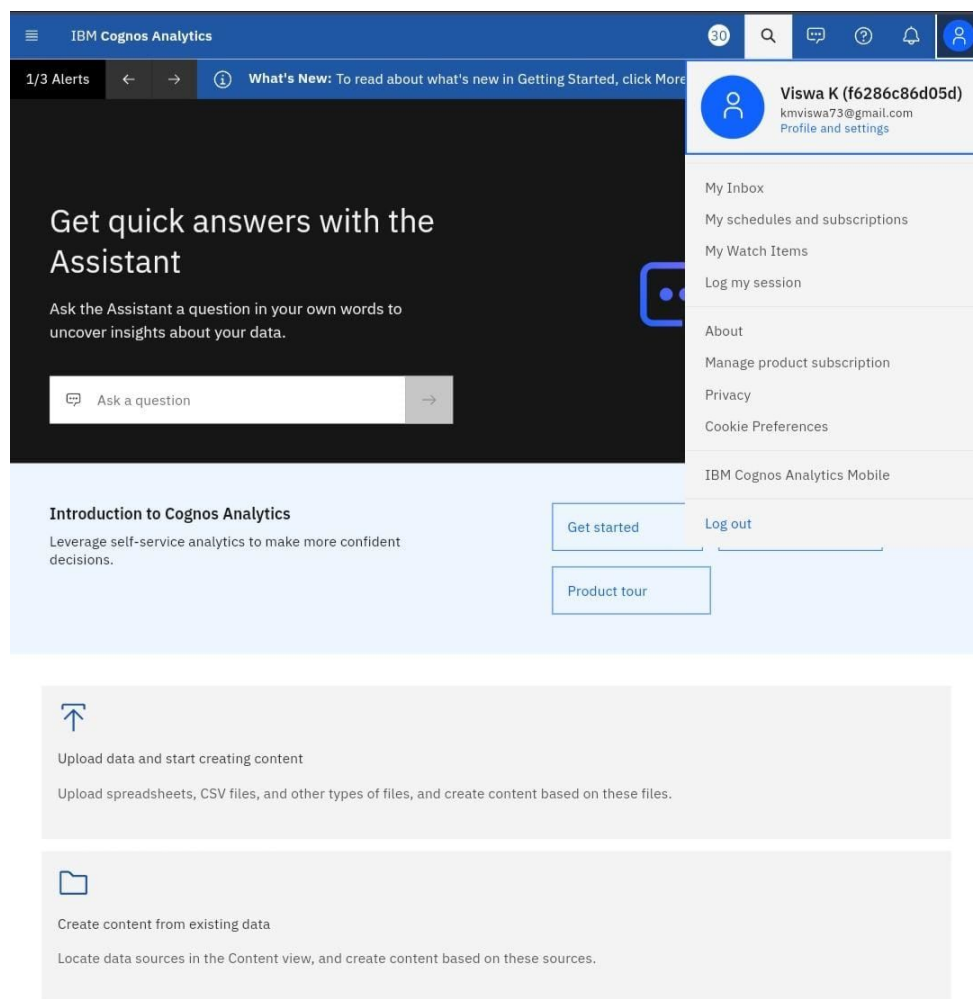 IBM Cognos Analytics
30
1/3 Alerts
What's New: To read about what's new in Getting Started, click More
Viswa K (f6286c86d05d)
kmviswa73@gmail.com
Profile and settings
My Inbox
My schedules and subscriptions
My Watch Items
Log my session
About
Manage product subscription
Privacy
Cookie Preferences
IBM Cognos Analytics Mobile
Log out
Get quick answers with the
Assistant
Ask the Assistant a question in your own words to
uncover insights about your data.
Ask a question
Introduction to Cognos Analytics
Leverage self-service analytics to make more confident
decisions.
Get started
Product tour
Upload data and start creating content
Upload spreadsheets, CSV files, and other types of files, and create content based on these files.
Create content from existing data
Locate data sources in the Content view, and create content based on these sources.